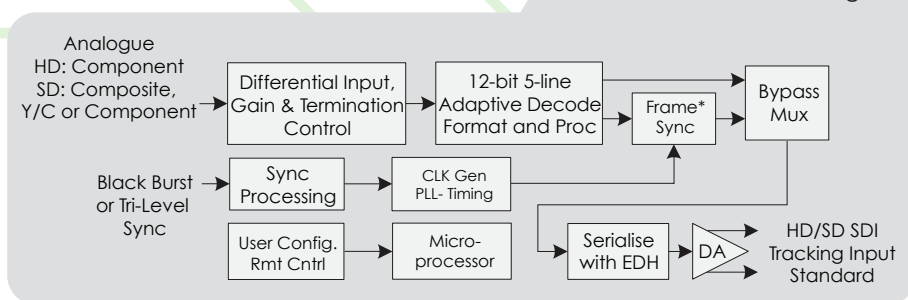 Analogue
HD: Component
SD: Composite,
Y/C or Component
Differential Input,
Gain & Termination
Control
12-bit 5-line
Adaptive Decode
Format and Proc
Frame*
Sync
Bypass
Mux
Black Burst
or Tri-Level
Sync
Sync
Processing
CLK Gen
PLL- Timing
User Config.
Rmt Cntrl
Micro-
processor
Serialise
with EDH
DA
HD/SD SDI
Tracking Input
Standard